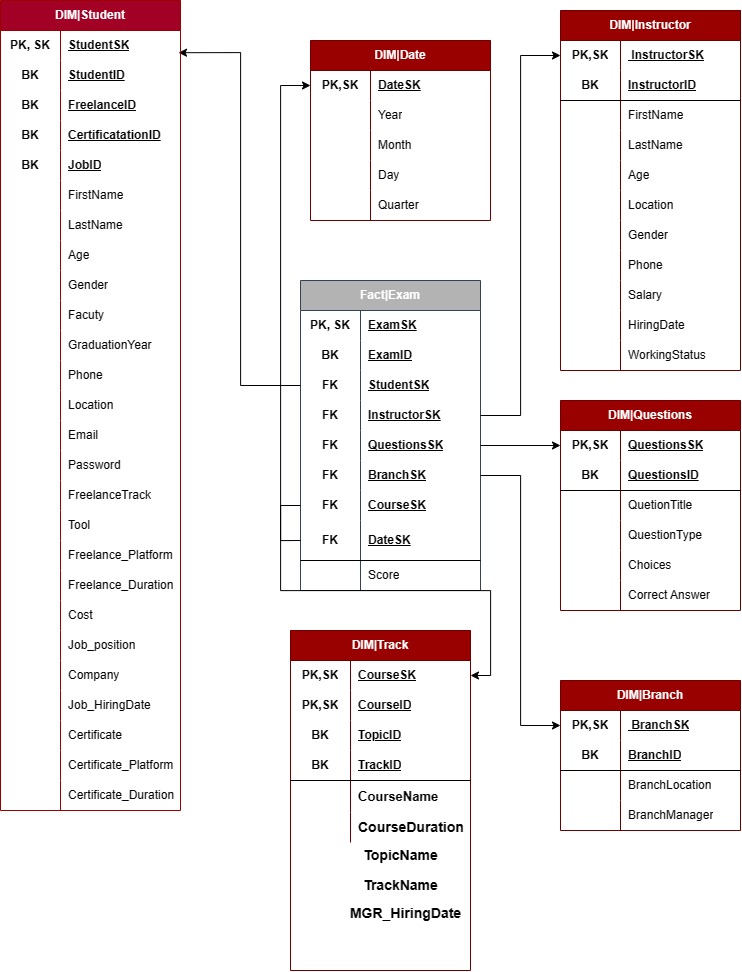 DIM|Student
PK, SK StudentSK
BK StudentID
BK FreelanceID
BK CertificatationID
BK JobID
FirstName
LastName
Age
Gender
Facuty
GraduationYear
Phone
Location
Email
Password
FreelanceTrack
Tool
Freelance_Platform
Freelance_Duration
Cost
Job_position
Company
Job_HiringDate
Certificate
Certificate_Platform
Certificate_Duration
DIM|Date
PK,SK DateSK
Year
Month
Day
Quarter
Fact|Exam
PK, SK ExamSK
BK ExamID
FK StudentSK
FK InstructorSK
FK QuestionsSK
FK BranchSK
FK CourseSK
FK DateSK
Score
DIM|Track
PK,SK CourseSK
PK,SK CourseID
BK TopicID
BK TrackID
CourseName
CourseDuration
TopicName
TrackName
MGR_HiringDate
DIM|Instructor
PK,SK InstructorSK
BK InstructorID
FirstName
LastName
Age
Location
Gender
Phone
Salary
HiringDate
WorkingStatus
DIM|Questions
PK,SK QuestionsSK
BK QuestionsID
QuetionTitle
QuestionType
Choices
Correct Answer
DIM|Branch
PK,SK BranchSK
BK BranchID
BranchLocation
BranchManager